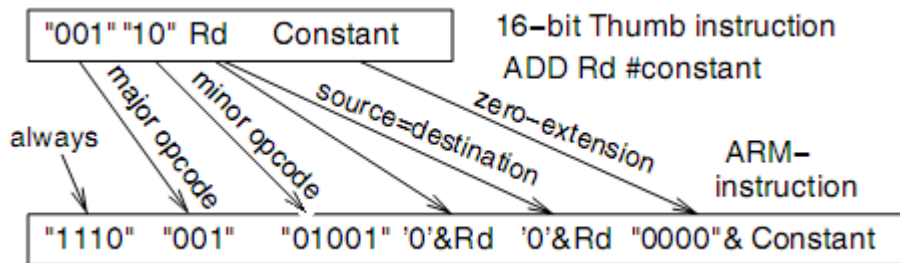 "001" "10" Rd Constant
16-bit Thumb instruction
ADD Rd #constant
always
major opcode
minor opcode
source=destination
zero-extension
ARM-
instruction
"1110" "001" "01001" '0'&Rd '0'&Rd "0000"& Constant